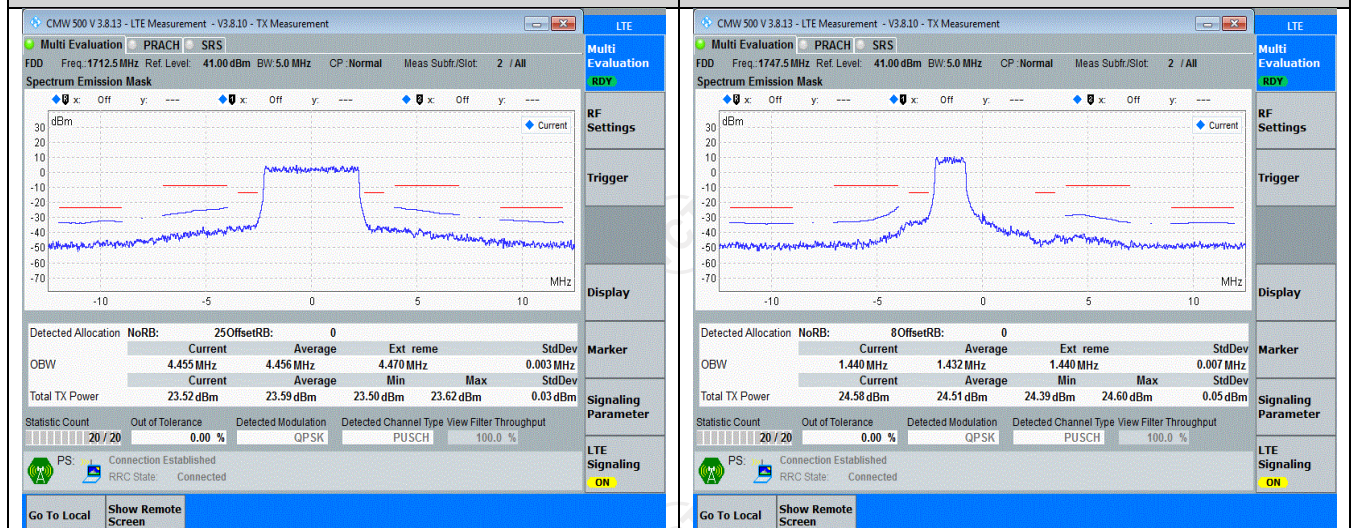 CMW 500 V 3.8.13 - LTE Measurement - V3.8.10 - TX Measurement
LTE
Multi Evaluation PRACH SRS
Multi
Evaluation
RDY
FDD Freq.:1712.5 MHz Ref. Level: 41.00 dBm BW: 5.0 MHz CP :Normal Meas Subfr./Slot: 2 / All
Spectrum Emission Mask
x: Off y: --- x: Off y: --- x: Off y: ---
RF
Settings
dBm
Current
30
20
10
0
-10
-20
-30
-40
-50
-60
-70
MHz
-10 -5 0 5 10
Trigger
Display
Detected Allocation NoRB: 25 OffsetRB: 0
Current Average Ext reme StdDev
OBW 4.455 MHz 4.456 MHz 4.470 MHz 0.003 MHz
Current Average Min Max StdDev
Total TX Power 23.52 dBm 23.59 dBm 23.50 dBm 23.62 dBm 0.03 dBm
Marker
Signaling
Parameter
Statistic Count Out of Tolerance Detected Modulation Detected Channel Type View Filter Throughput
20 / 20 0.00 % QPSK PUSCH 100.0 %
PS: Connection Established
RRC State: Connected
LTE
Signaling
ON
Go To Local
Show Remote
Screen
CMW 500 V 3.8.13 - LTE Measurement - V3.8.10 - TX Measurement
LTE
Multi Evaluation PRACH SRS
Multi
Evaluation
RDY
FDD Freq.:1747.5 MHz Ref. Level: 41.00 dBm BW: 5.0 MHz CP :Normal Meas Subfr./Slot: 2 / All
Spectrum Emission Mask
x: Off y: --- x: Off y: --- x: Off y: ---
RF
Settings
dBm
Current
30
20
10
0
-10
-20
-30
-40
-50
-60
-70
MHz
-10 -5 0 5 10
Trigger
Display
Detected Allocation NoRB: 8 OffsetRB: 0
Current Average Ext reme StdDev
OBW 1.440 MHz 1.432 MHz 1.440 MHz 0.007 MHz
Current Average Min Max StdDev
Total TX Power 24.58 dBm 24.51 dBm 24.39 dBm 24.60 dBm 0.05 dBm
Marker
Signaling
Parameter
Statistic Count Out of Tolerance Detected Modulation Detected Channel Type View Filter Throughput
20 / 20 0.00 % QPSK PUSCH 100.0 %
PS: Connection Established
RRC State: Connected
LTE
Signaling
ON
Go To Local
Show Remote
Screen